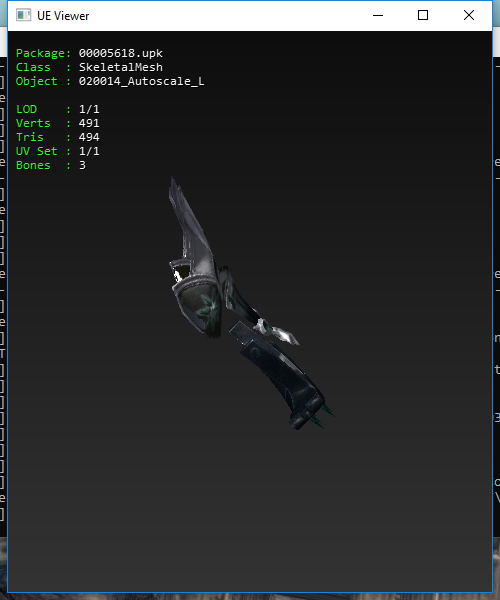 UE Viewer
Package: 00005618.upk
Class : SkeletalMesh
Object : 020014_Autoscale_L
LOD : 1/1
Verts : 491
Tris : 494
UV Set : 1/1
Bones : 3